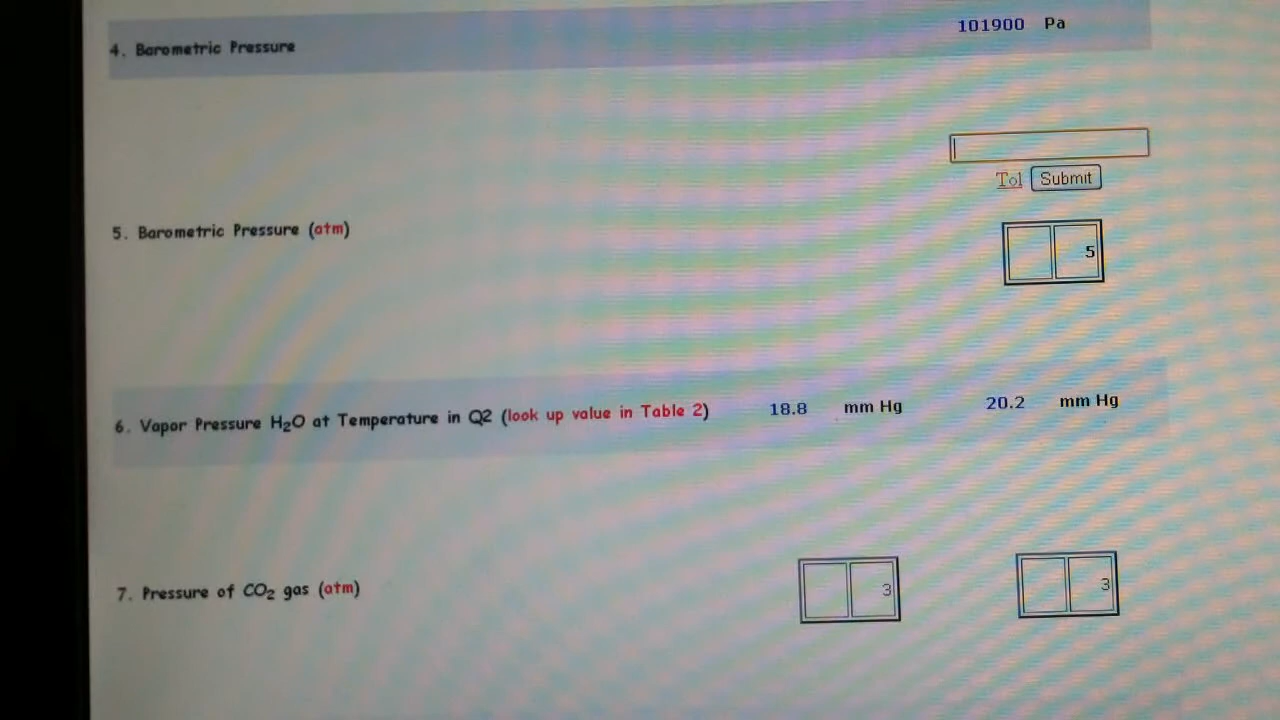 4. Barometric Pressure 101900 Pa
Tol Submit
5. Barometric Pressure (atm) 5
6. Vapor Pressure H₂O at Temperature in Q2 (look up value in Table 2) 18.8 mm Hg 20.2 mm Hg
7. Pressure of CO₂ gas (atm) 3 3